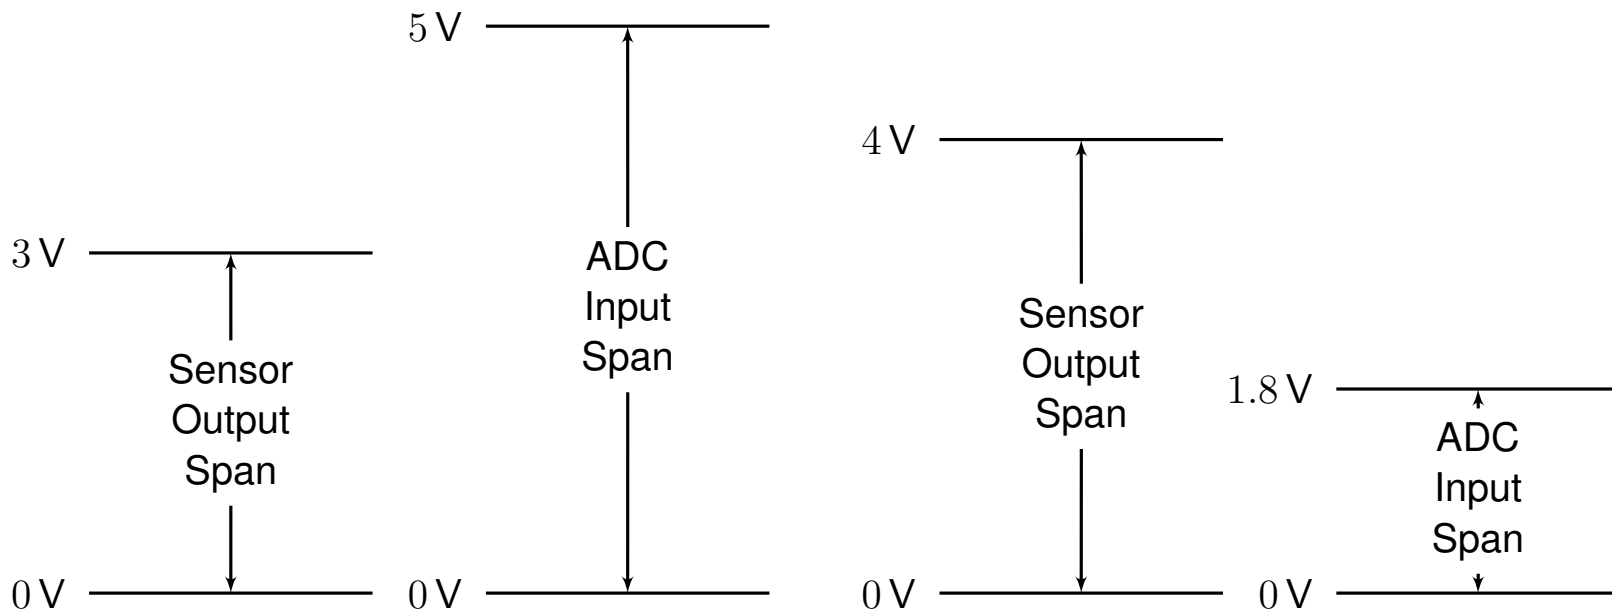 5 V
4 V
3 V
Sensor
Output
Span
ADC
Input
Span
Sensor
Output
Span
1.8 V
ADC
Input
Span
0 V
0 V
0 V
0 V